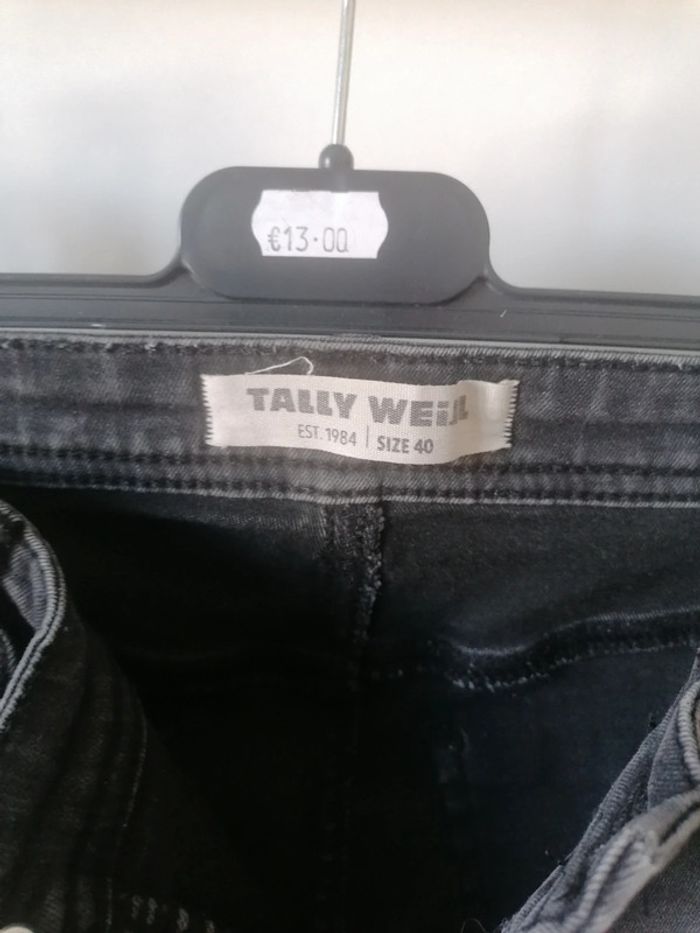 €13.00
TALLY WEiJL
EST. 1984 | SIZE 40